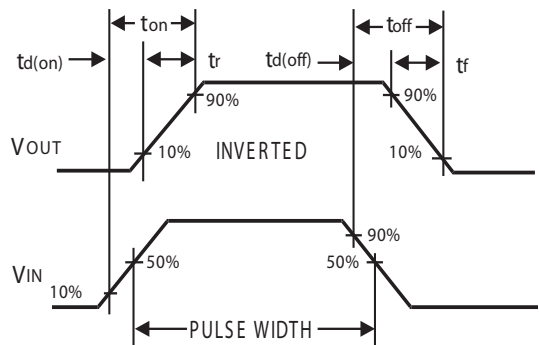 ton
toff
td(on)
tr
td(off)
tf
90%
90%
VOUT
10%
INVERTED
10%
90%
50%
50%
VIN
10%
PULSE WIDTH